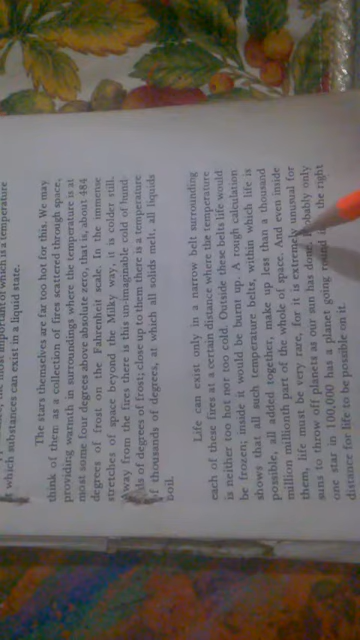 most important of which is a temperature
at which substances can exist in a liquid state.
The stars themselves are far too hot for this. We may
think of them as a collection of fires scattered through space,
providing warmth in surroundings where the temperature is at
most some four degrees above absolute zero, that is, about 484
degrees of frost on the Fahrenheit scale. In the immense
stretches of space beyond the Milky way it is colder still.
Away from the fires there is this un-imaginable cold of hund-
of degrees of frost; close up to them there is a temperature
of thousands of degrees, at which all solids melt, all liquids
boil.
Life can exist only in a narrow belt surrounding
each of these fires at a certain distance where the temperature
is neither too hot nor too cold. Outside these belts life would
be frozen; inside it would be burnt up. A rough calculation
shows that all such temperature belts, within which life is
possible, all added together, make up less than a thousand
million millionth part of the whole of space. And even inside
them, life must be very rare, for it is extremely unusual for
suns to throw off planets as our sun has done. only
one star in 100,000 has a planet going round the right
distance for life to be possible on it.